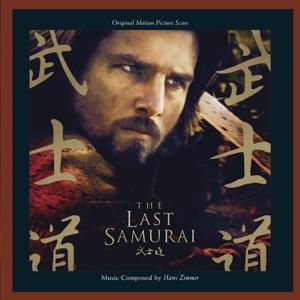 Original Motion Picture Score
武士道
武士道
THE
LAST
SAMURAI
武士道
Music Composed by Hans Zimmer